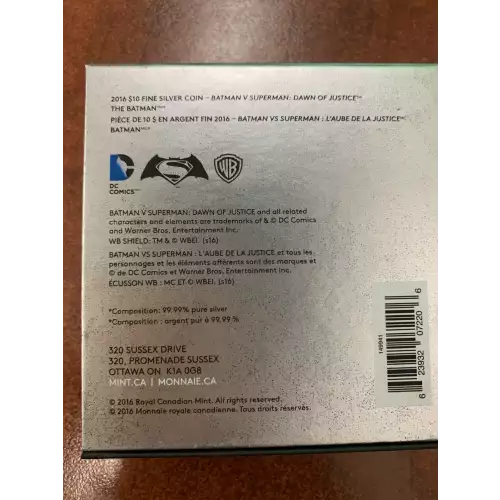 2016 $10 FINE SILVER COIN – BATMAN V SUPERMAN: DAWN OF JUSTICE™
THE BATMAN™
PIÈCE DE 10 $ EN ARGENT FIN 2016 – BATMAN VS SUPERMAN : L'AUBE DE LA JUSTICE™
BATMAN
DC
COMICS™
WB
BATMAN V SUPERMAN: DAWN OF JUSTICE and all related
characters and elements are trademarks of & © DC Comics
and Warner Bros. Entertainment Inc.
WB SHIELD: TM & © WBEI. (s16)
BATMAN VS SUPERMAN : L'AUBE DE LA JUSTICE et tous les
personnages et les éléments afférents sont des marques et
© de DC Comics et Warner Bros. Entertainment Inc.
ÉCUSSON WB : MC ET © WBEI. (s16)
*Composition: 99.99% pure silver
*Composition : argent pur à 99.99 %
320 SUSSEX DRIVE
320, PROMENADE SUSSEX
OTTAWA ON K1A 0G8
MINT.CA | MONNAIE.CA
© 2016 Royal Canadian Mint. All rights reserved.
© 2016 Monnaie royale canadienne. Tous droits réservés.
149941
6 23932 07220 6